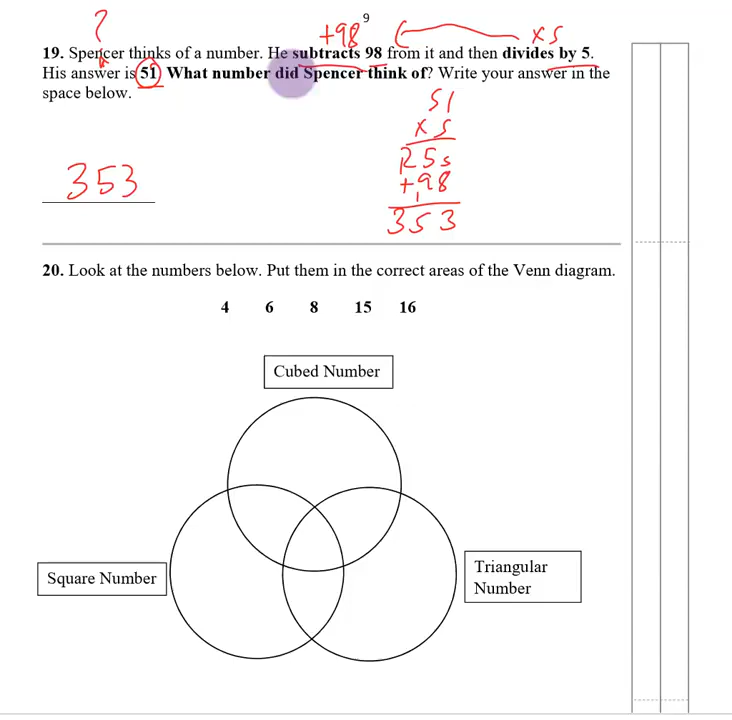 9
? +98 x5
19. Spencer thinks of a number. He subtracts 98 from it and then divides by 5.
His answer is 51 What number did Spencer think of? Write your answer in the
space below.
51
x 5
255
+98
1
353
353
20. Look at the numbers below. Put them in the correct areas of the Venn diagram.
4 6 8 15 16
Cubed Number
Square Number
Triangular
Number